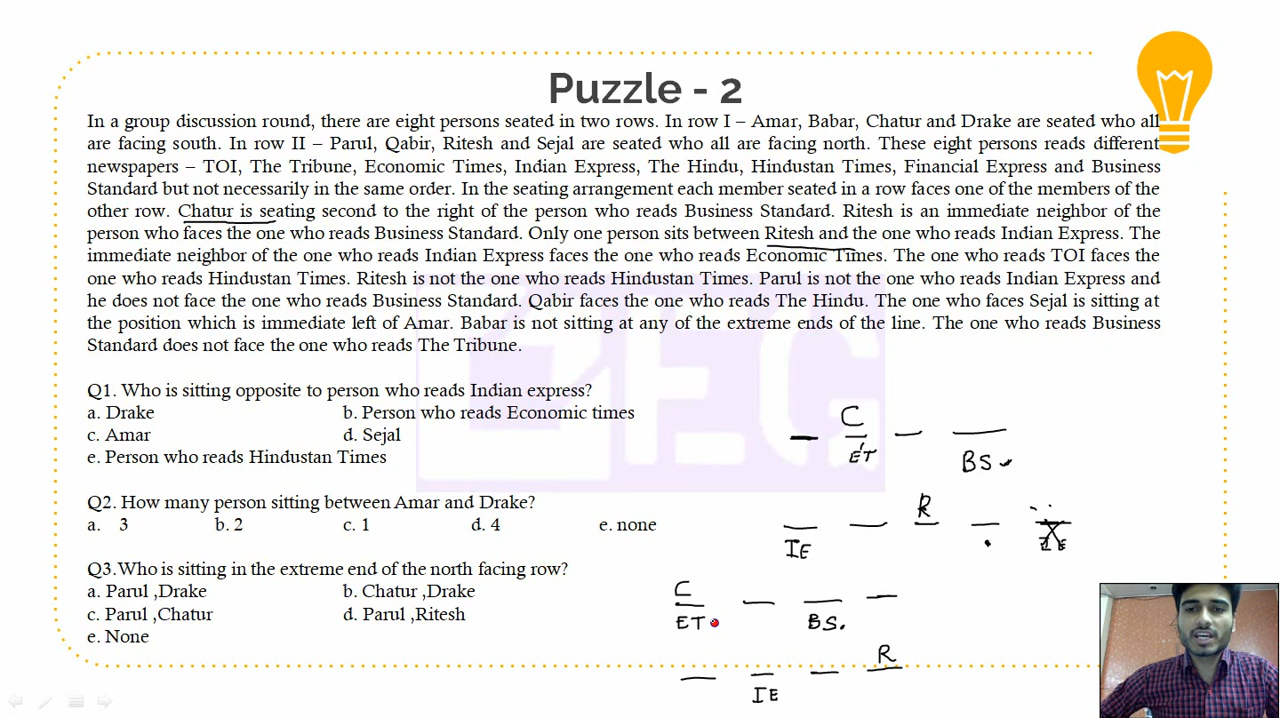 Puzzle - 2
In a group discussion round, there are eight persons seated in two rows. In row I – Amar, Babar, Chatur and Drake are seated who all
are facing south. In row II – Parul, Qabir, Ritesh and Sejal are seated who all are facing north. These eight persons reads different
newspapers – TOI, The Tribune, Economic Times, Indian Express, The Hindu, Hindustan Times, Financial Express and Business
Standard but not necessarily in the same order. In the seating arrangement each member seated in a row faces one of the members of the
other row. Chatur is seating second to the right of the person who reads Business Standard. Ritesh is an immediate neighbor of the
person who faces the one who reads Business Standard. Only one person sits between Ritesh and the one who reads Indian Express. The
immediate neighbor of the one who reads Indian Express faces the one who reads Economic Times. The one who reads TOI faces the
one who reads Hindustan Times. Ritesh is not the one who reads Hindustan Times. Parul is not the one who reads Indian Express and
he does not face the one who reads Business Standard. Qabir faces the one who reads The Hindu. The one who faces Sejal is sitting at
the position which is immediate left of Amar. Babar is not sitting at any of the extreme ends of the line. The one who reads Business
Standard does not face the one who reads The Tribune.
Q1. Who is sitting opposite to person who reads Indian express?
a. Drake b. Person who reads Economic times
c. Amar d. Sejal
e. Person who reads Hindustan Times
Q2. How many person sitting between Amar and Drake?
a. 3 b. 2 c. 1 d. 4 e. none
Q3.Who is sitting in the extreme end of the north facing row?
a. Parul ,Drake b. Chatur ,Drake
c. Parul ,Chatur d. Parul ,Ritesh
e. None
C
ET BS
R
IE IE
C
ET BS
R
IE